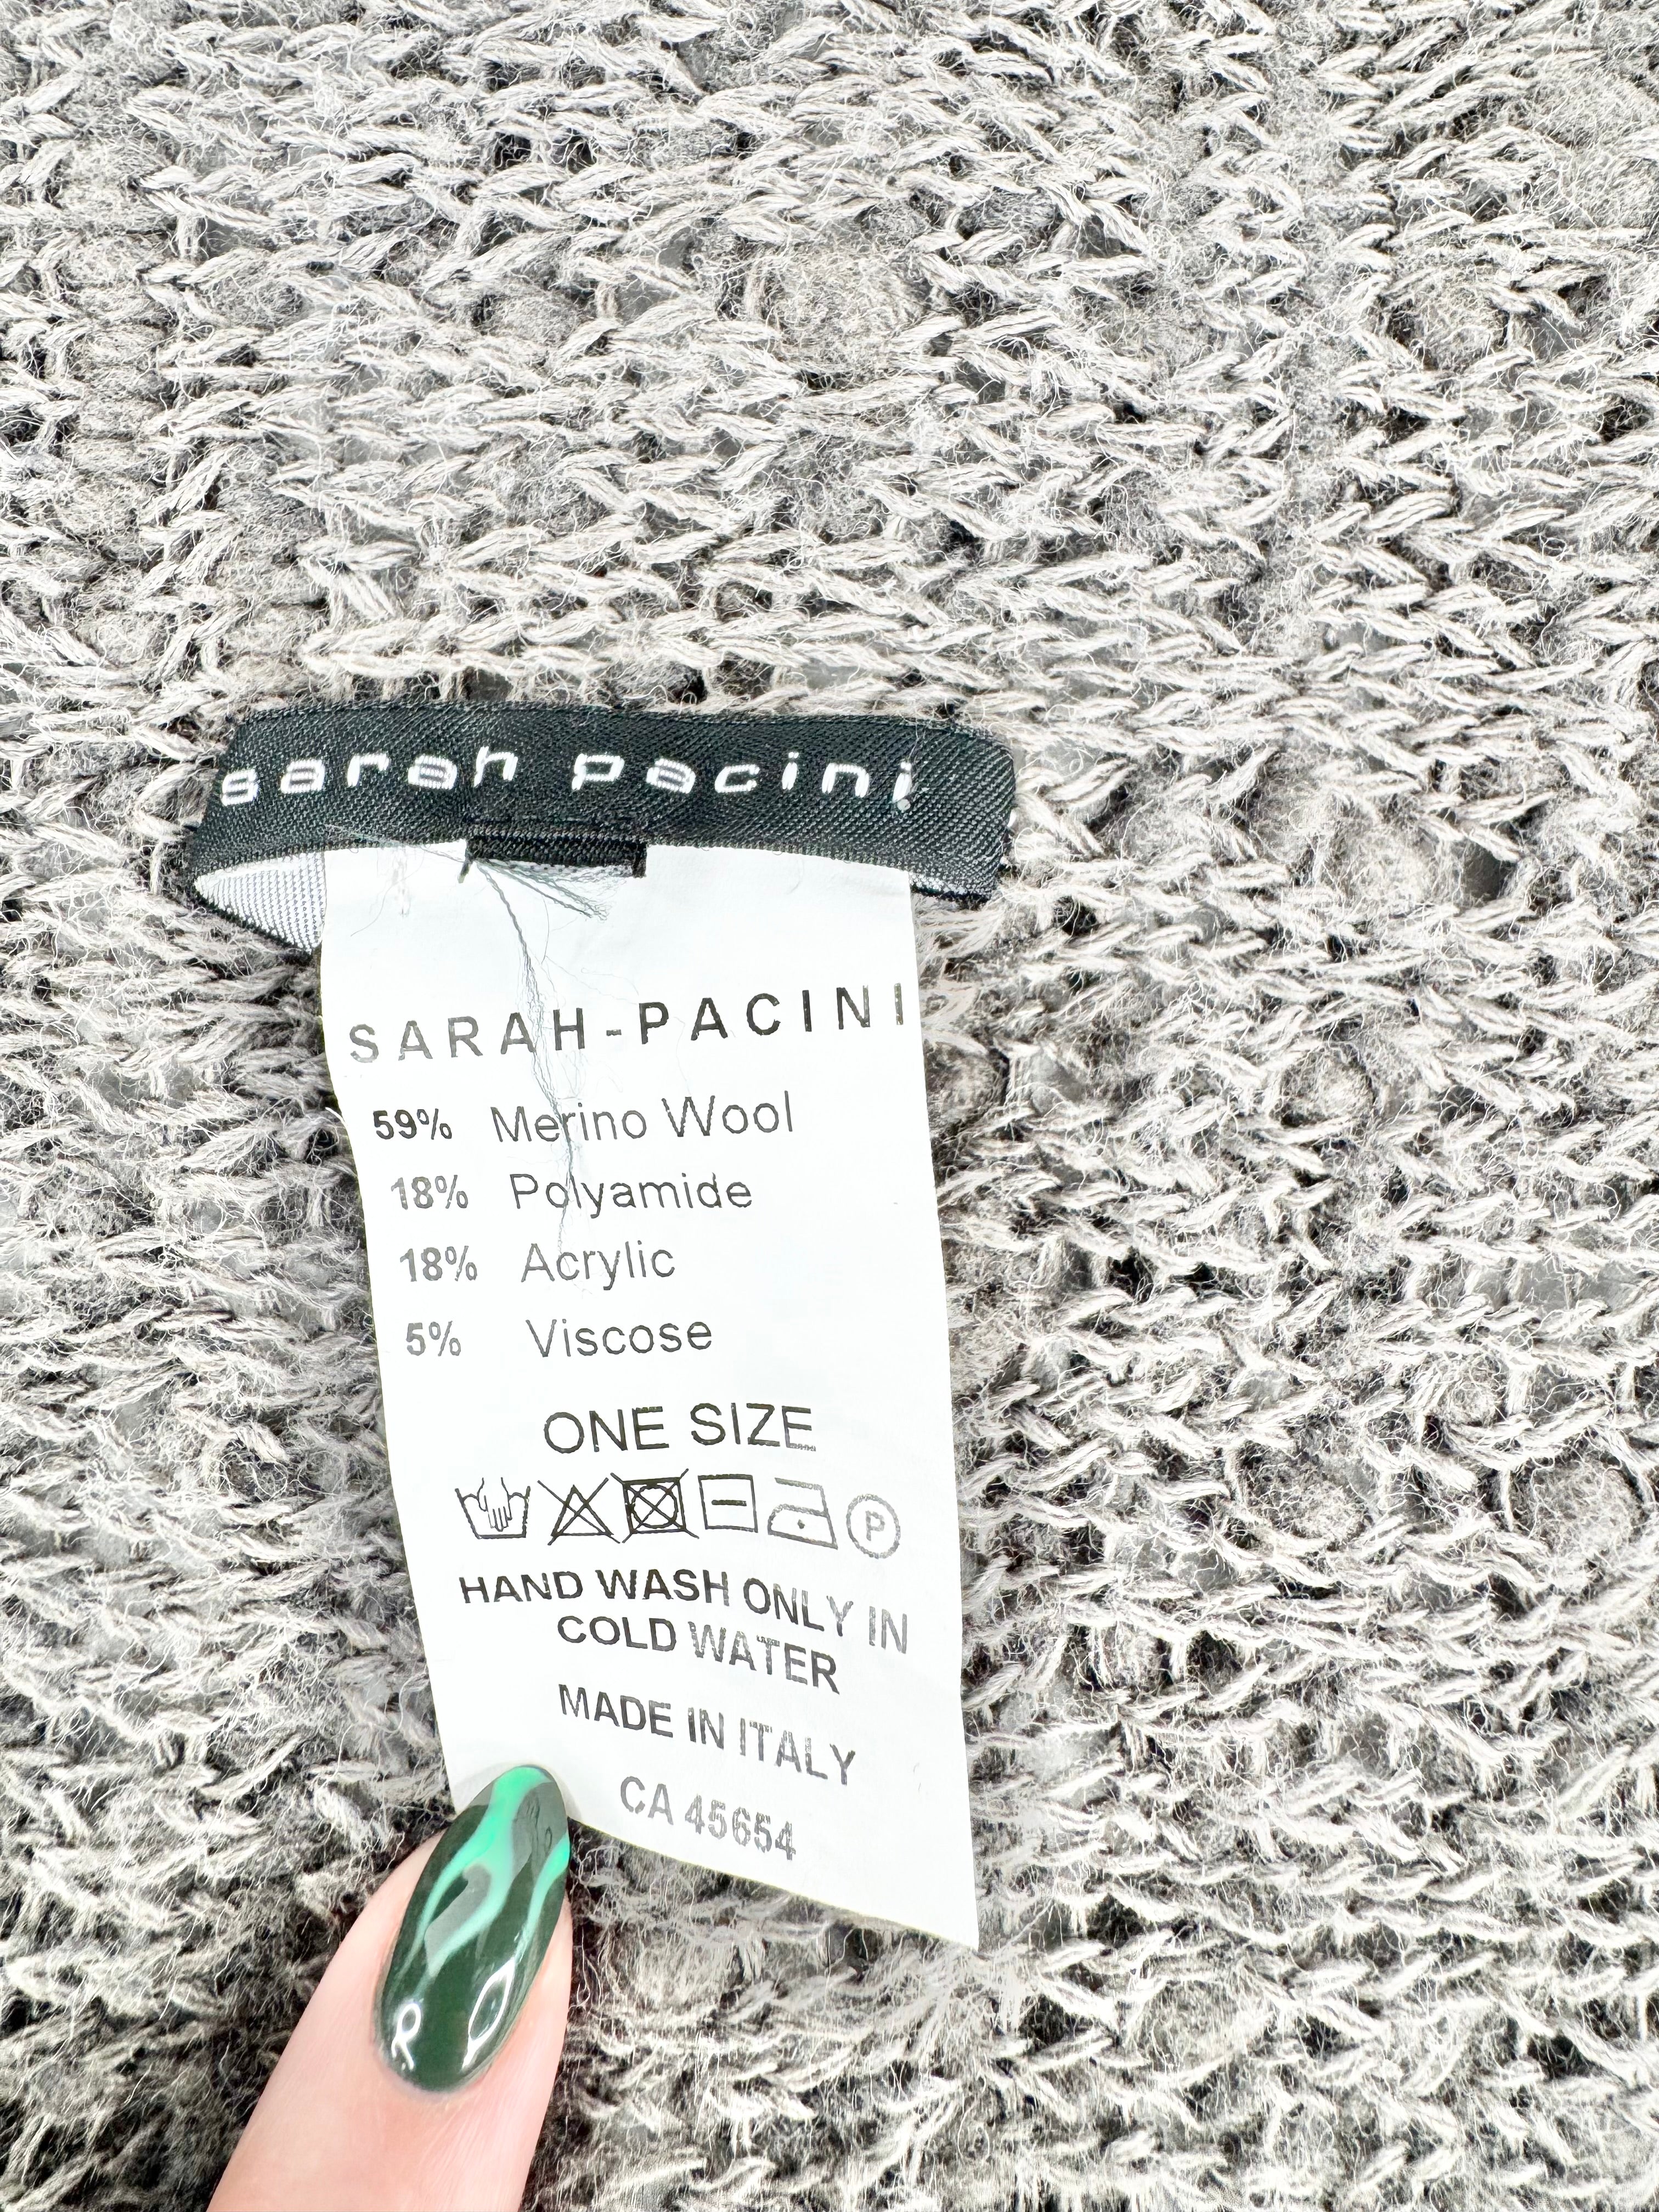 sarah pacini
SARAH-PACINI
59% Merino Wool
18% Polyamide
18% Acrylic
5% Viscose
ONE SIZE
P
HAND WASH ONLY IN
COLD WATER
MADE IN ITALY
CA 45654